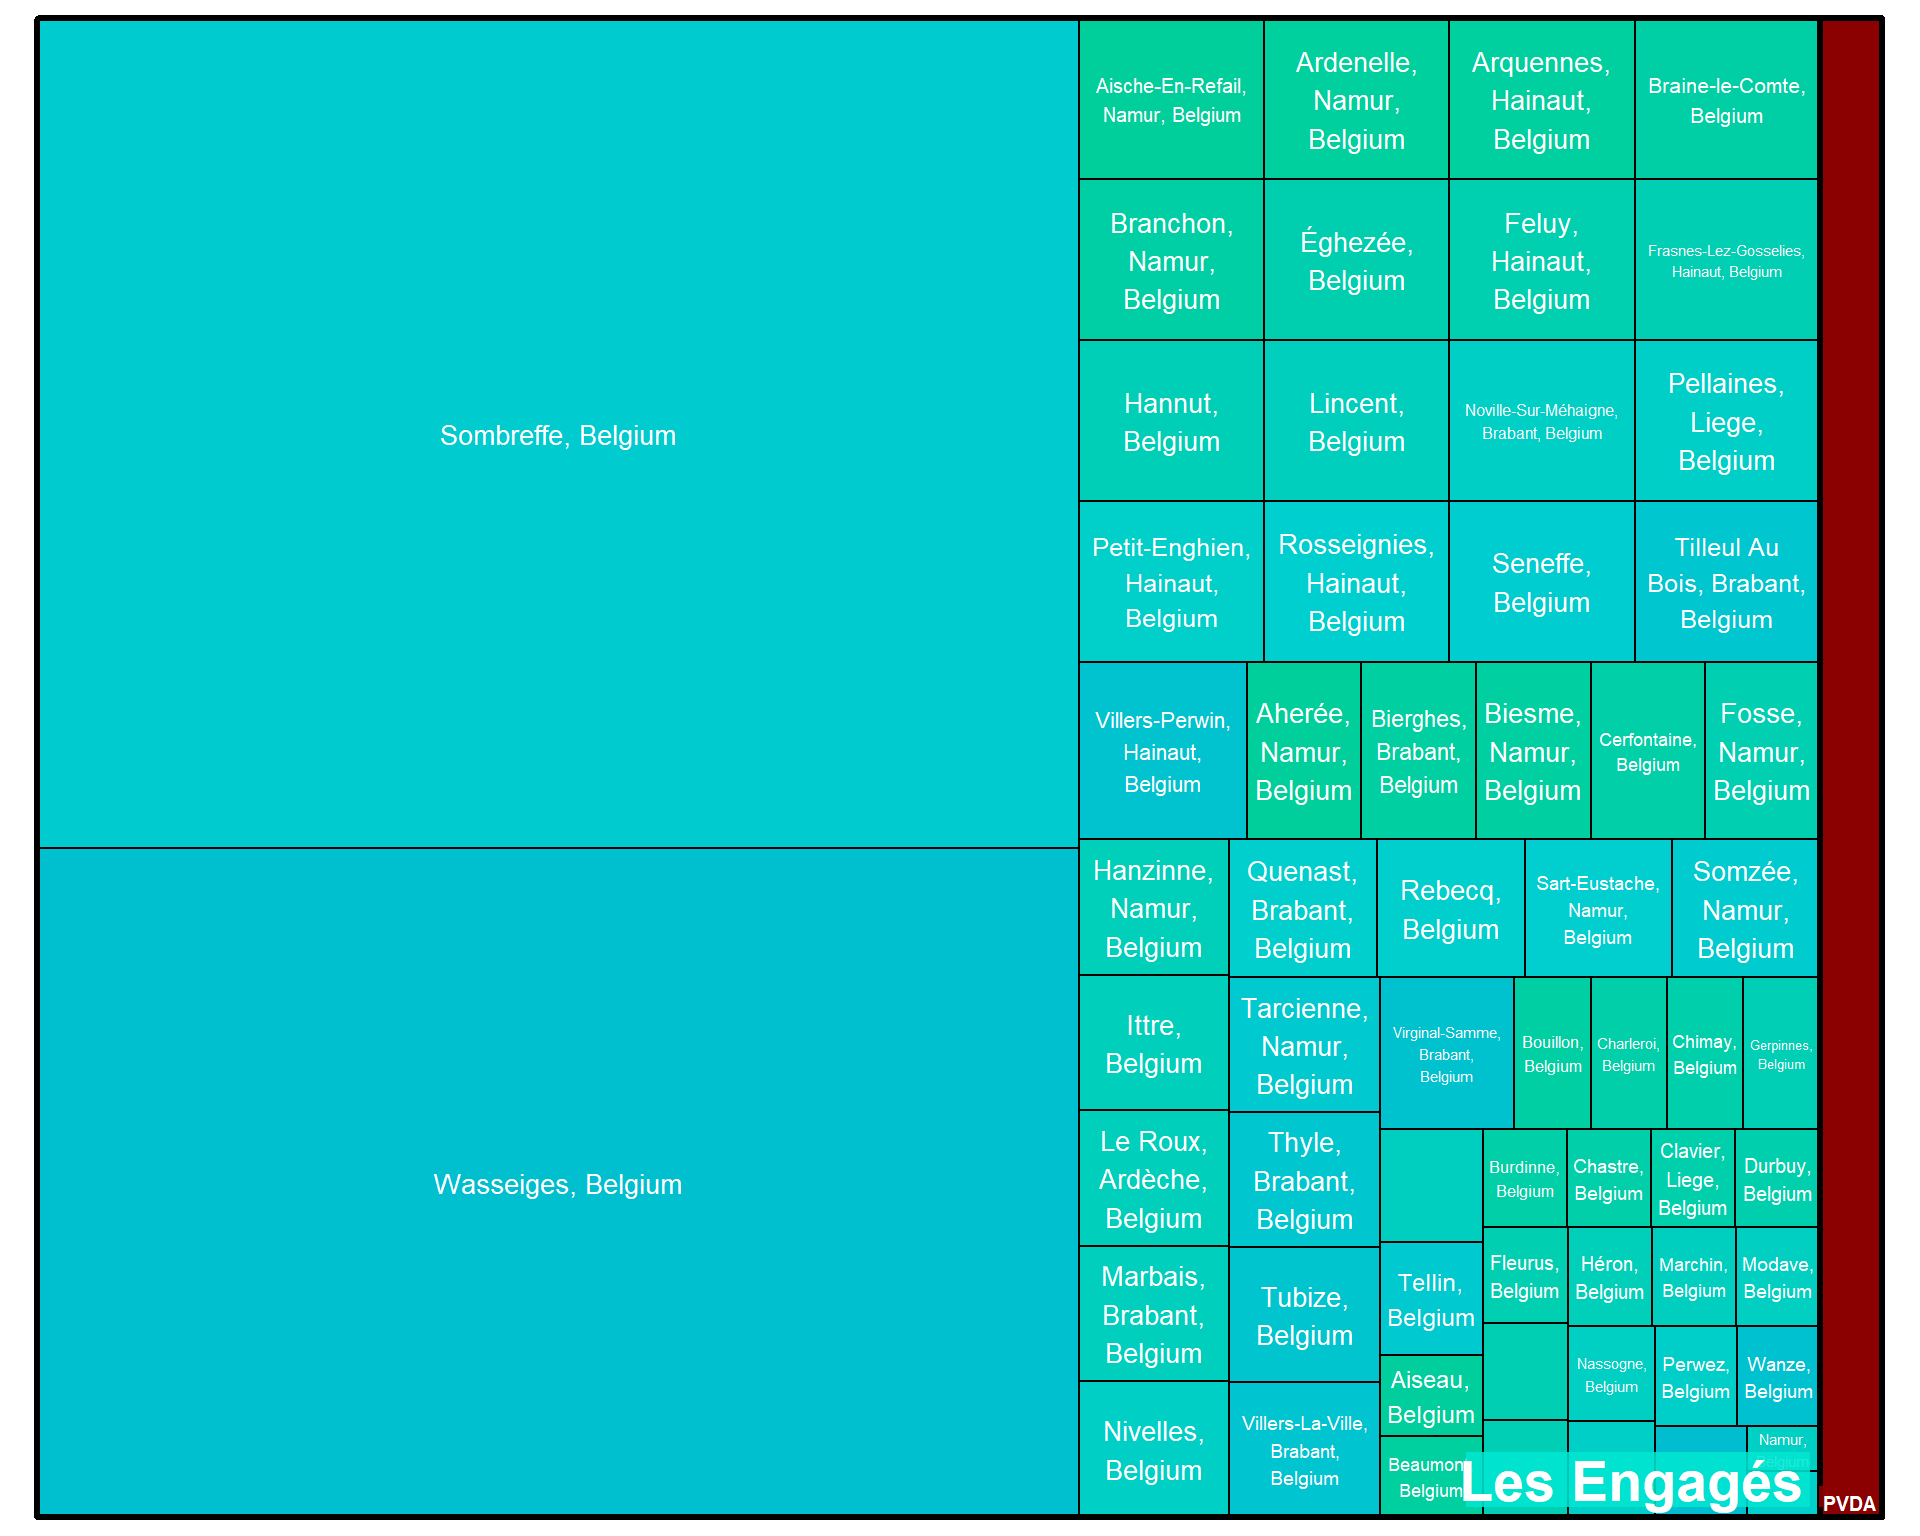 Sombreffe, Belgium
Wasseiges, Belgium
Aische-En-Refail,
Namur, Belgium
Ardenelle,
Namur,
Belgium
Arquennes,
Hainaut,
Belgium
Braine-le-Comte,
Belgium
Branchon,
Namur,
Belgium
Éghezée,
Belgium
Feluy,
Hainaut,
Belgium
Frasnes-Lez-Gosselies,
Hainaut, Belgium
Hannut,
Belgium
Lincent,
Belgium
Noville-Sur-Méhaigne,
Brabant, Belgium
Pellaines,
Liege,
Belgium
Petit-Enghien,
Hainaut,
Belgium
Rosseignies,
Hainaut,
Belgium
Seneffe,
Belgium
Tilleul Au
Bois, Brabant,
Belgium
Villers-Perwin,
Hainaut,
Belgium
Aherée,
Namur,
Belgium
Bierghes,
Brabant,
Belgium
Biesme,
Namur,
Belgium
Cerfontaine,
Belgium
Fosse,
Namur,
Belgium
Hanzinne,
Namur,
Belgium
Ittre,
Belgium
Le Roux,
Ardèche,
Belgium
Marbais,
Brabant,
Belgium
Nivelles,
Belgium
Quenast,
Brabant,
Belgium
Rebecq,
Belgium
Sart-Eustache,
Namur,
Belgium
Somzée,
Namur,
Belgium
Tarcienne,
Namur,
Belgium
Thyle,
Brabant,
Belgium
Tubize,
Belgium
Villers-La-Ville,
Brabant,
Belgium
Virginal-Samme,
Brabant,
Belgium
Bouillon,
Belgium
Charleroi,
Belgium
Chimay,
Belgium
Gerpinnes,
Belgium
Tellin,
Belgium
Aiseau,
Belgium
Beaumon
Belgium
Burdinne,
Belgium
Chastre,
Belgium
Clavier,
Liege,
Belgium
Durbuy,
Belgium
Fleurus,
Belgium
Héron,
Belgium
Marchin,
Belgium
Modave,
Belgium
Nassogne,
Belgium
Perwez,
Belgium
Wanze,
Belgium
Namur,
Belgium
Les Engagés
PVDA